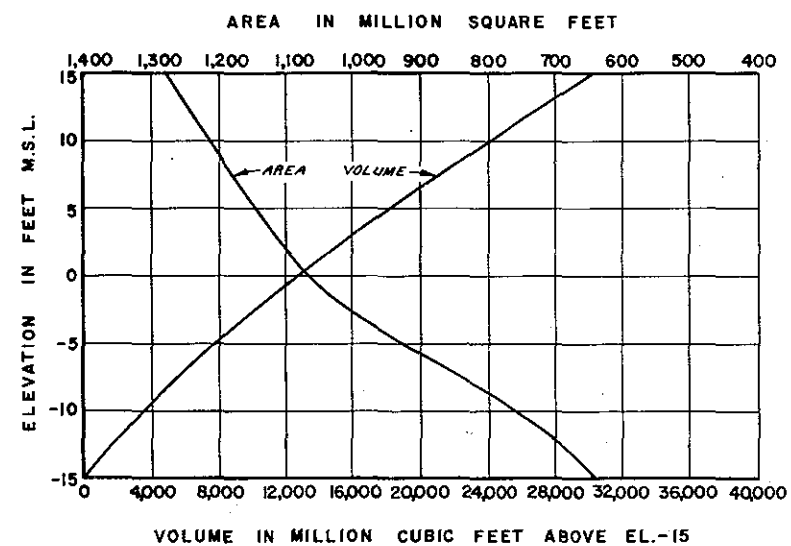 AREA IN MILLION SQUARE FEET
1,400 1,300 1,200 1,100 1,000 900 800 700 600 500 400
15
10
AREA VOLUME
5
0
-5
-10
-15
ELEVATION IN FEET M.S.L.
0 4,000 8,000 12,000 16,000 20,000 24,000 28,000 32,000 36,000 40,000
VOLUME IN MILLION CUBIC FEET ABOVE EL.-15